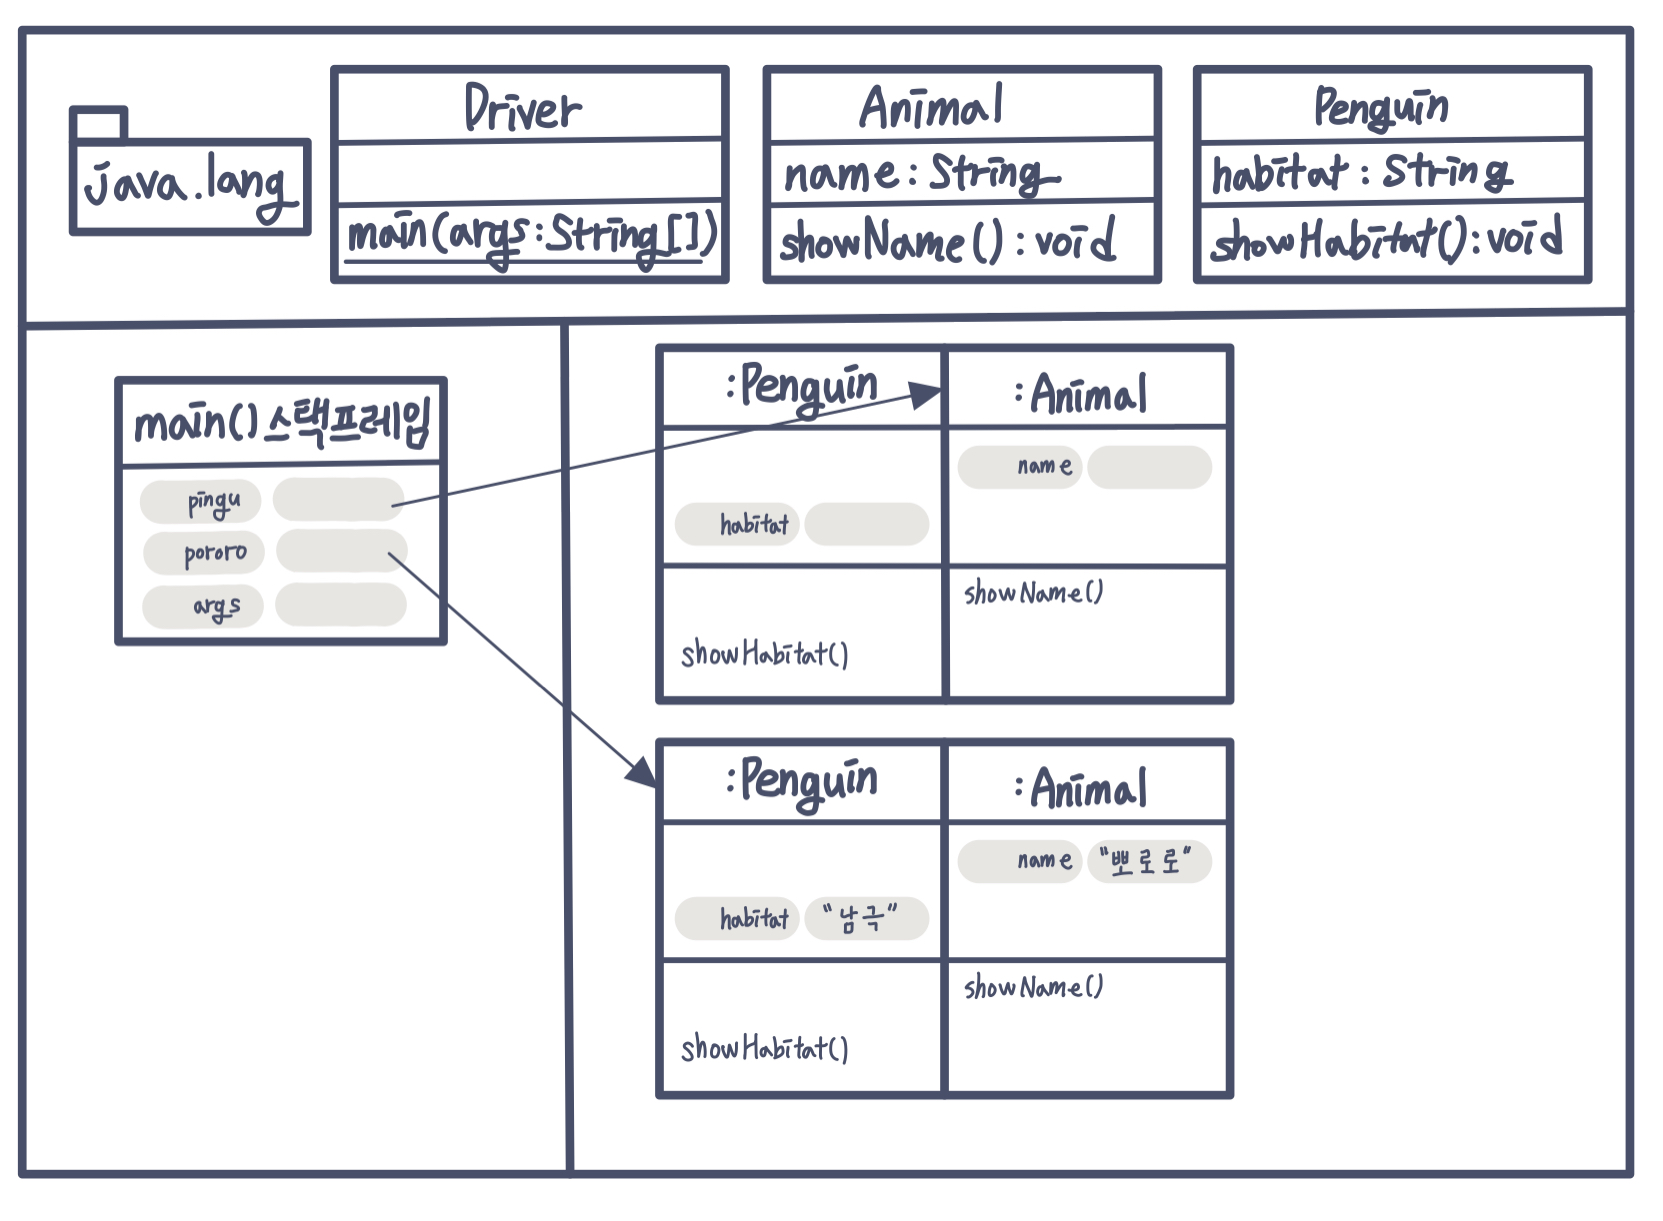 java.lang
Driver
main(args:String[])
Animal
name: String
showName(): void
Penguin
habitat : String
showHabitat(): void
main() 스택프레임
pingu
pororo
args
:Penguin
:Animal
name
habitat
showName()
showHabitat()
:Penguin
:Animal
name "뽀로로"
habitat "남극"
showName()
showHabitat()